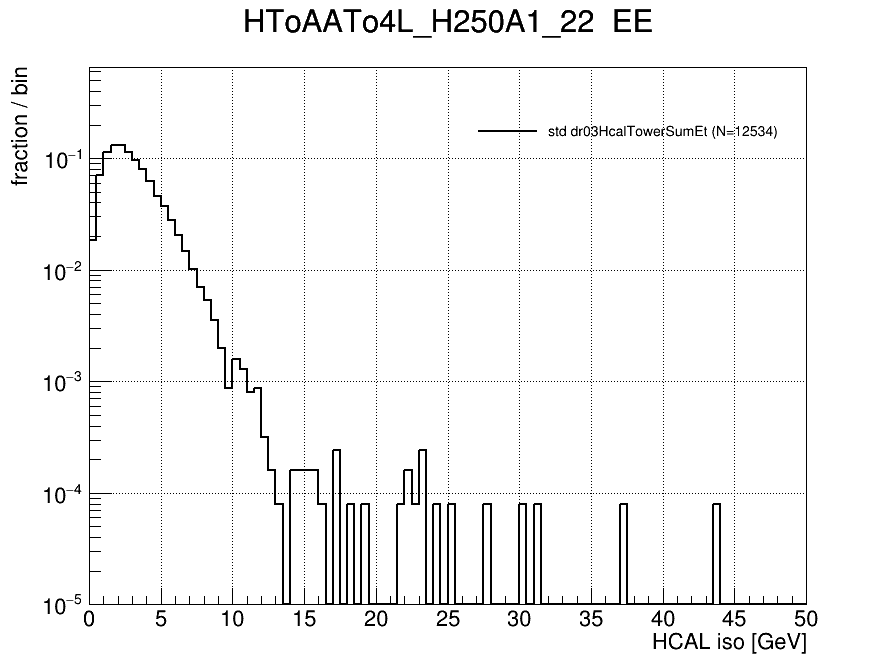 HToAATo4L_H250A1_22 EE
fraction / bin
std dr03HcalTowerSumEt (N=12534)
10⁻¹
10⁻²
10⁻³
10⁻⁴
10⁻⁵
0 5 10 15 20 25 30 35 40 45 50
HCAL iso [GeV]